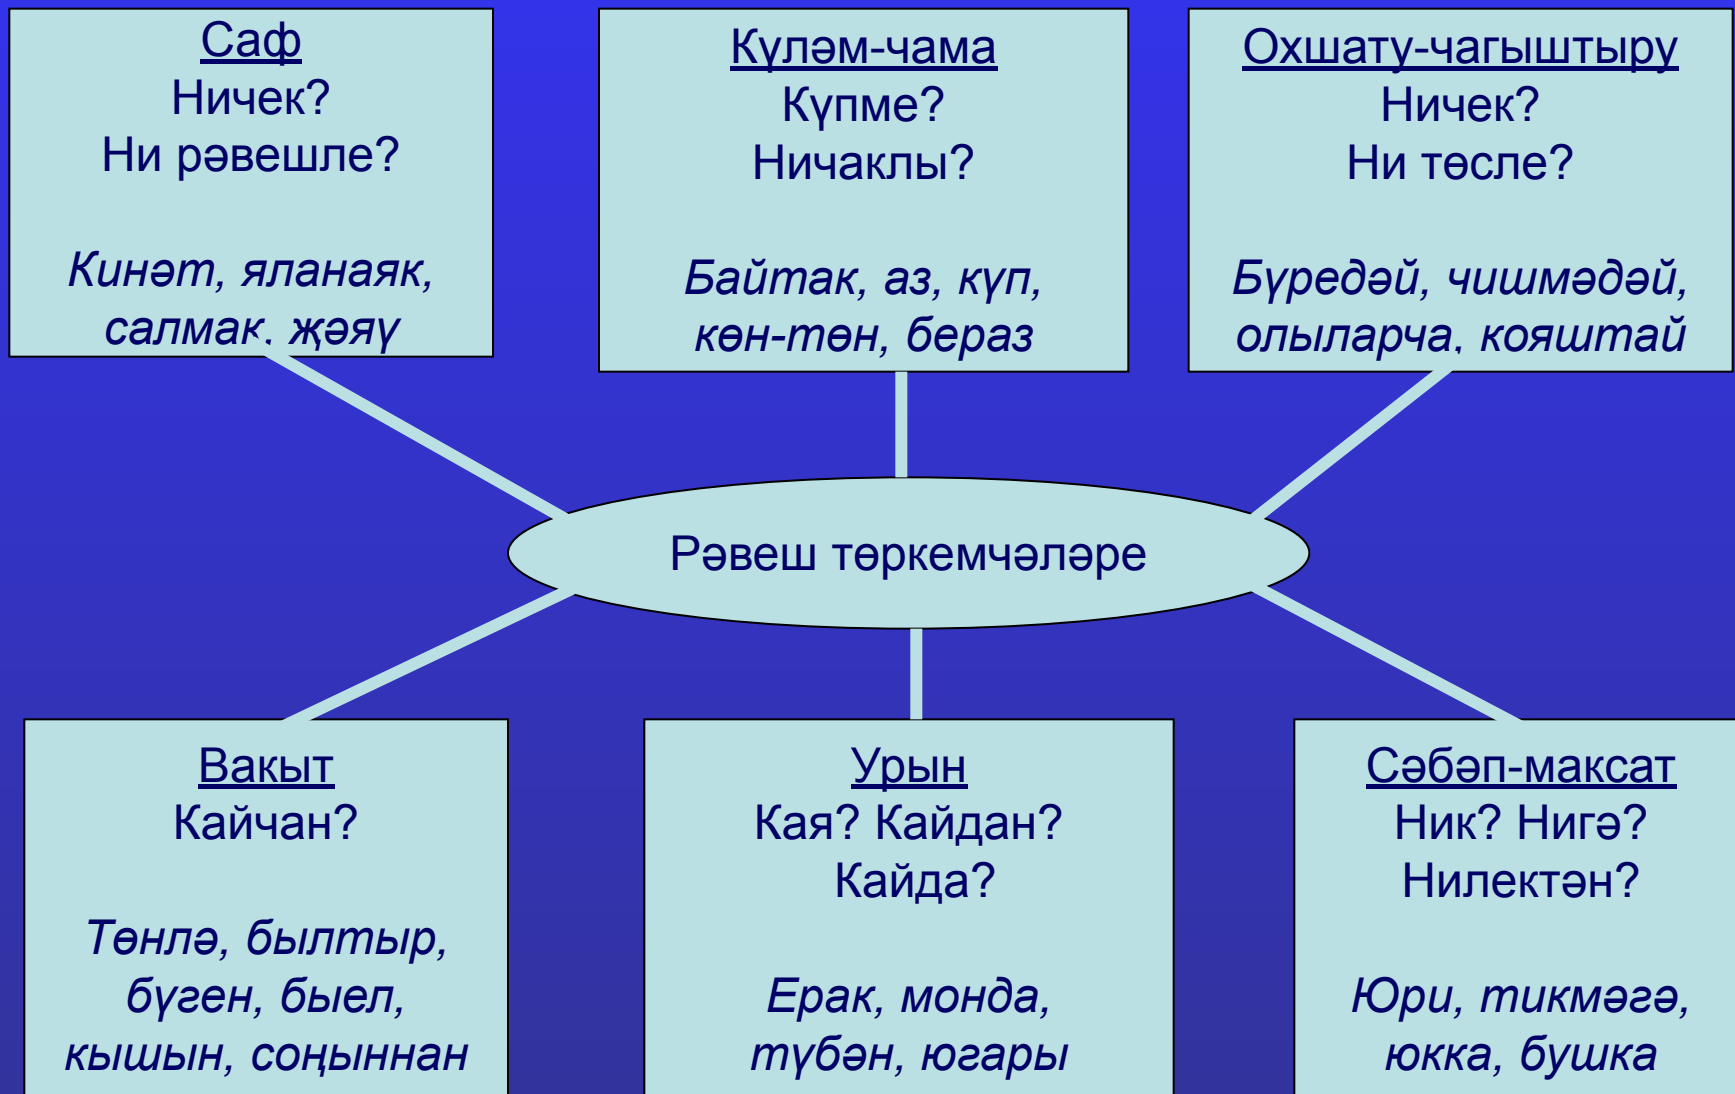 Саф
Ничек?
Ни рәвешле?
Кинәт, яланаяк,
салмак, җәяү
Күләм-чама
Күпме?
Ничаклы?
Байтак, аз, күп,
көн-төн, бераз
Охшату-чагыштыру
Ничек?
Ни төсле?
Бүредәй, чишмәдәй,
олыларча, кояштай
Рәвеш төркемчәләре
Вакыт
Кайчан?
Төнлә, былтыр,
бүген, быел,
кышын, соңыннан
Урын
Кая? Кайдан?
Кайда?
Ерак, монда,
түбән, югары
Сәбәп-максат
Ник? Нигә?
Нилектән?
Юри, тикмәгә,
юкка, бушка